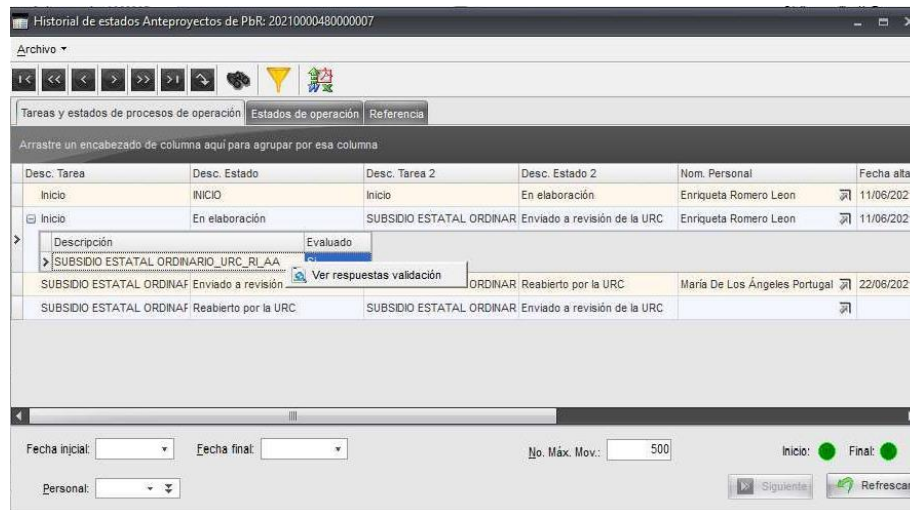 Historial de estados Anteproyectos de PbR: 20210000480000007
Archivo
Tareas y estados de procesos de operación Estados de operación Referencia
Arrastre un encabezado de columna aquí para agrupar por esa columna
Desc. Tarea Desc. Estado Desc. Tarea 2 Desc. Estado 2 Nom. Personal Fecha alta
Inicio INICIO Inicio En elaboración Enriqueta Romero Leon 11/06/202
Inicio En elaboración SUBSIDIO ESTATAL ORDINAR Enviado a revisión de la URC Enriqueta Romero Leon 11/06/202
Descripción Evaluado
SUBSIDIO ESTATAL ORDINARIO_URC_RI_AA
Ver respuestas validación
SUBSIDIO ESTATAL ORDINAR Enviado a revisión ORDINAR Reabierto por la URC María De Los Ángeles Portugal 22/06/202
SUBSIDIO ESTATAL ORDINAR Reabierto por la URC SUBSIDIO ESTATAL ORDINAR Enviado a revisión de la URC
Fecha inicial: Fecha final: No. Máx. Mov.: 500 Inicio: Final:
Personal: Siguiente Refrescar